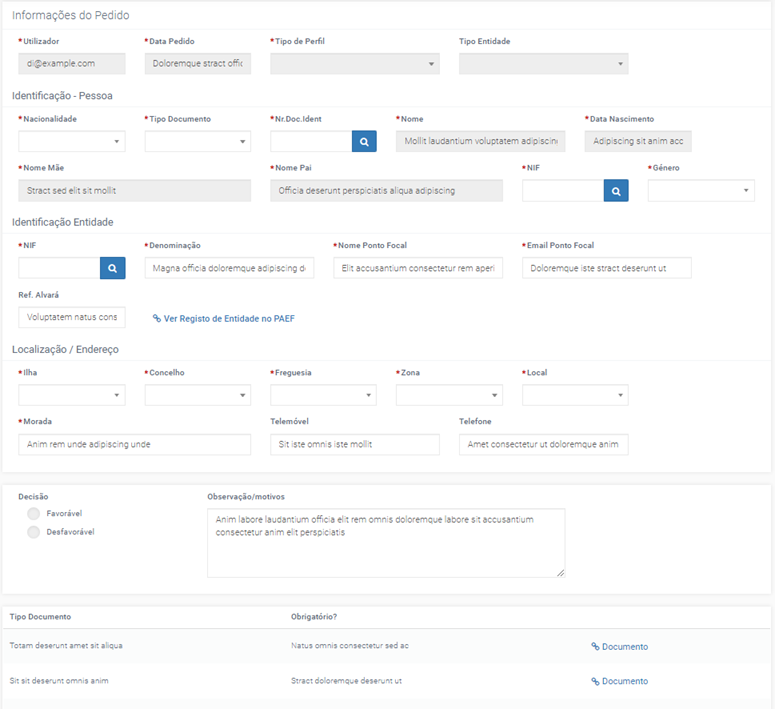 Informações do Pedido
*Utilizador *Data Pedido *Tipo de Perfil Tipo Entidade
di@example.com Doloremque stract offic
Identificação - Pessoa
*Nacionalidade *Tipo Documento *Nr.Doc.Ident *Nome *Data Nascimento
Mollit laudantium voluptatem adipiscing Adipiscing sit anim acc
*Nome Mãe *Nome Pai *NIF *Género
Stract sed elit sit mollit Officia deserunt perspiciatis aliqua adipiscing
Identificação Entidade
*NIF *Denominação *Nome Ponto Focal *Email Ponto Focal
Magna officia doloremque adipiscing d Elit accusantium consectetur rem aperi Doloremque iste stract deserunt ut
Ref. Alvará
Voluptatem natus cons Ver Registo de Entidade no PAEF
Localização / Endereço
*Ilha *Concelho *Freguesia *Zona *Local
*Morada Telemóvel Telefone
Anim rem unde adipiscing unde Sit iste omnis iste mollit Amet consectetur ut doloremque anim
Decisão Observação/motivos
Favorável
Desfavorável
Anim labore laudantium officia elit rem omnis doloremque labore sit accusantium
consectetur anim elit perspiciatis
Tipo Documento Obrigatório?
Totam deserunt amet sit aliqua Natus omnis consectetur sed ac Documento
Sit sit deserunt omnis anim Stract doloremque deserunt ut Documento